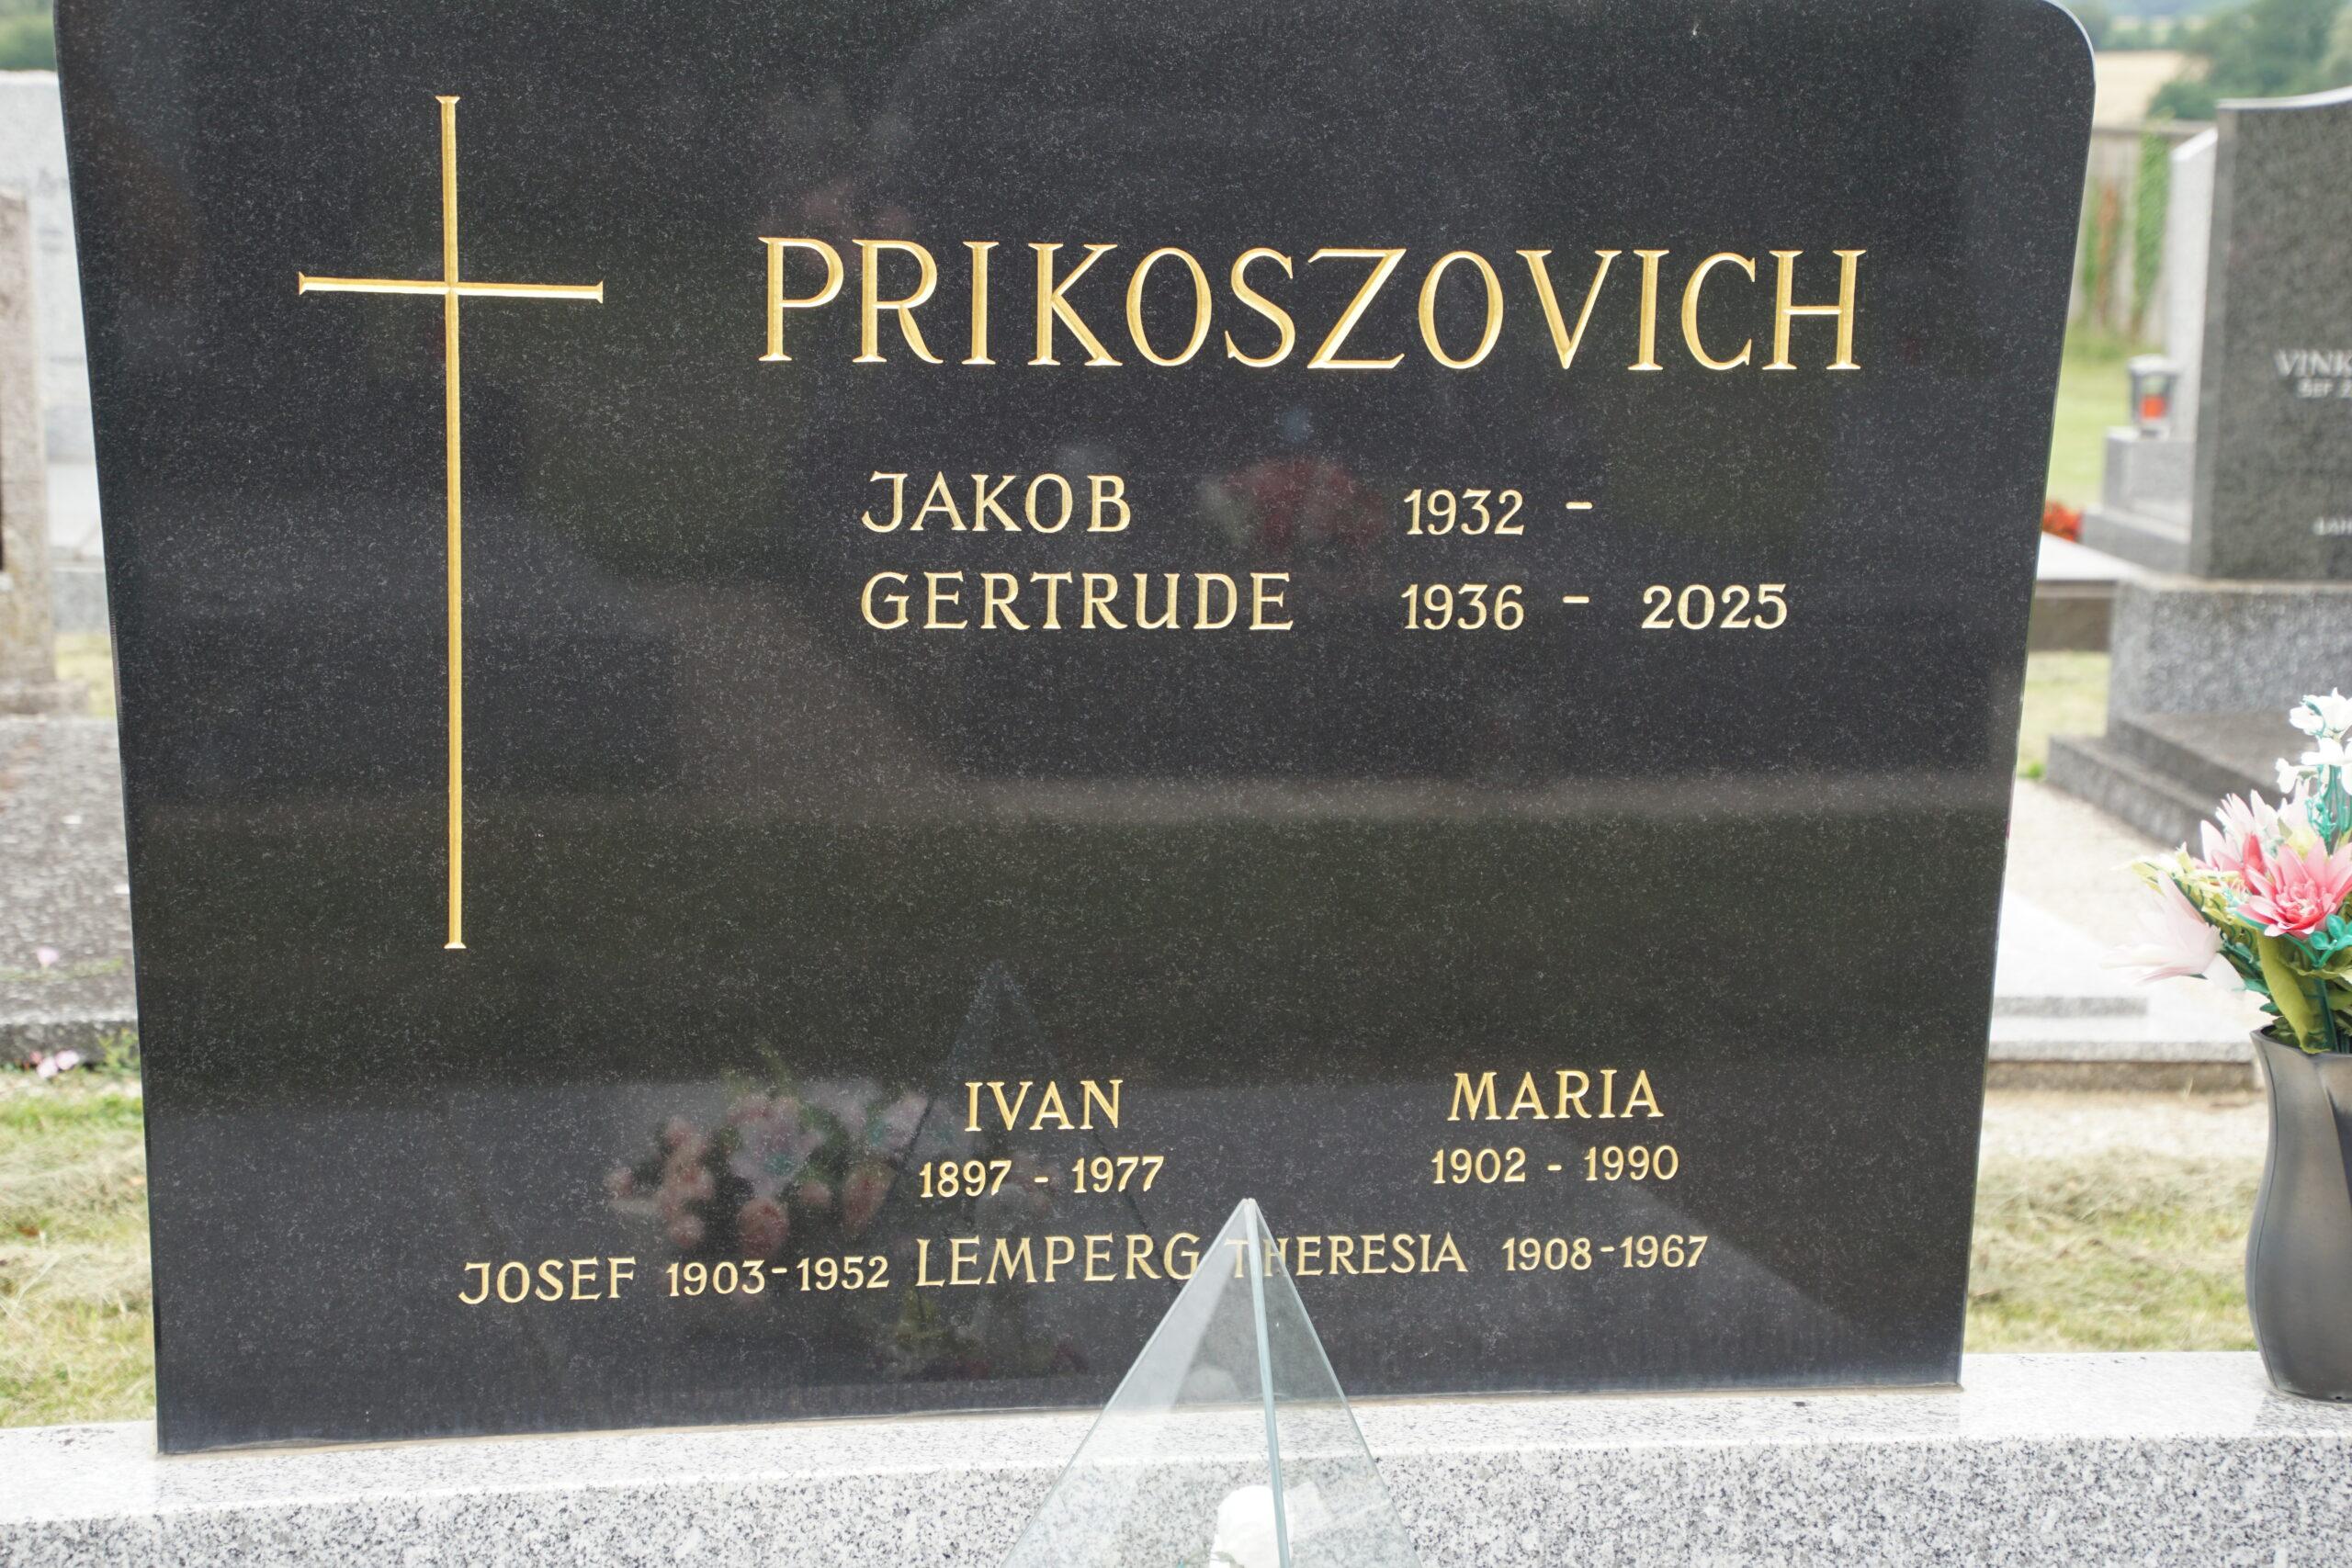 PRIKOSZOVICH
JAKOB 1932 -
GERTRUDE 1936 - 2025
IVAN MARIA
1897 - 1977 1902 - 1990
JOSEF 1903-1952 LEMPERG THERESIA 1908-1967